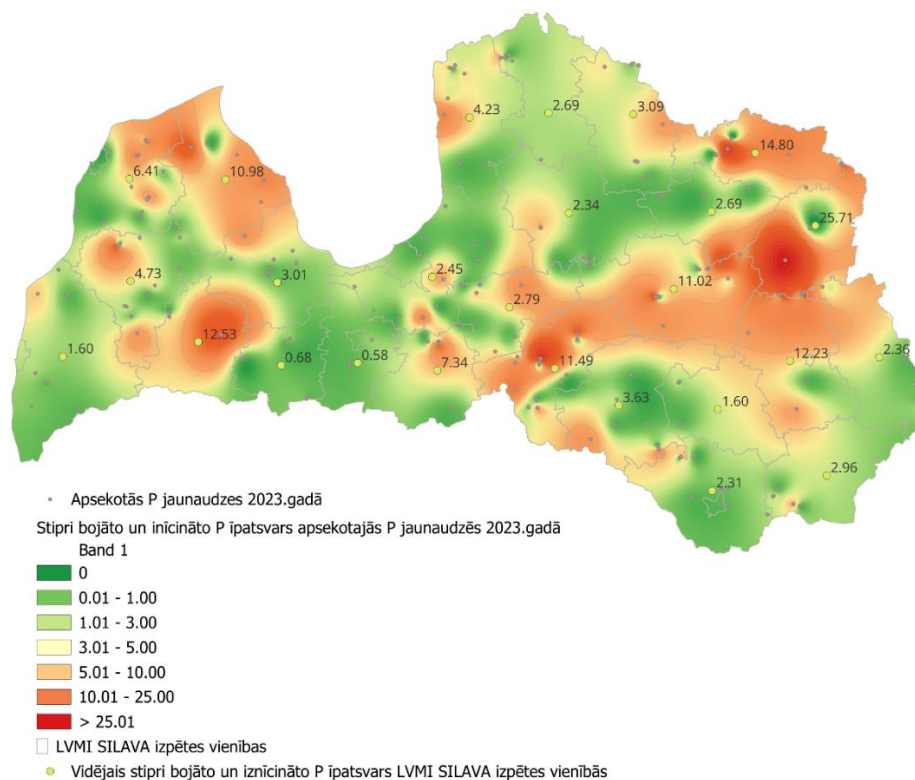 4.23
2.69
3.09
14.80
6.41
10.98
2.34
2.69
25.71
4.73
3.01
2.45
11.02
2.79
12.53
1.60
0.68
0.58
7.34
11.49
12.23
2.36
3.63
1.60
2.96
2.31
Apsekotās P jaunaudzes 2023.gadā
Stipri bojāto un inīcināto P īpatsvars apsekotajās P jaunaudzēs 2023.gadā
Band 1
0
0.01 - 1.00
1.01 - 3.00
3.01 - 5.00
5.01 - 10.00
10.01 - 25.00
> 25.01
LVMI SILAVA izpētes vienības
Vidējais stipri bojāto un iznīcināto P īpatsvars LVMI SILAVA izpētes vienībās